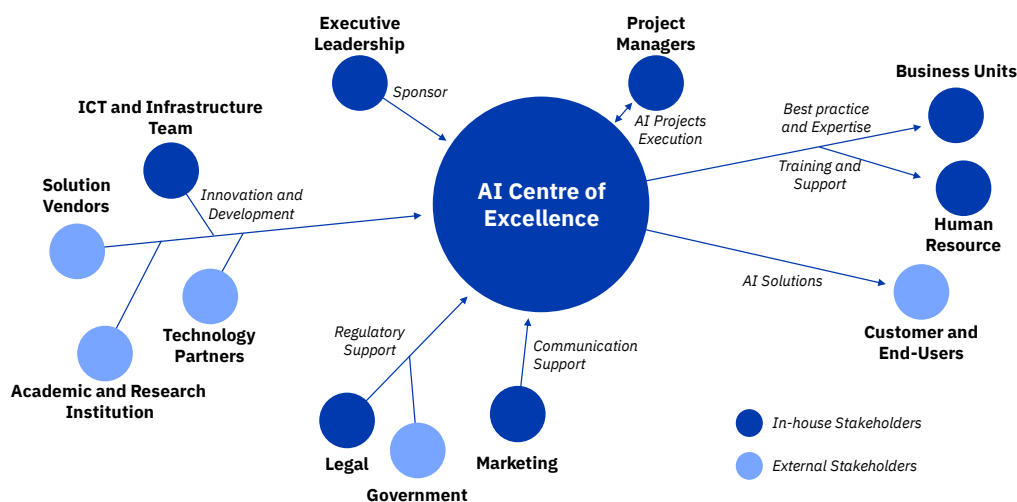 Executive
Leadership
Project
Managers
Business Units
Sponsor
ICT and Infrastructure
Team
AI Projects
Execution
Best practice
and Expertise
Training and
Support
Solution
Vendors
Innovation and
Development
AI Centre of
Excellence
Human
Resource
AI Solutions
Technology
Partners
Regulatory
Support
Communication
Support
Customer and
End-Users
Academic and Research
Institution
In-house Stakeholders
Legal
Marketing
External Stakeholders
Government